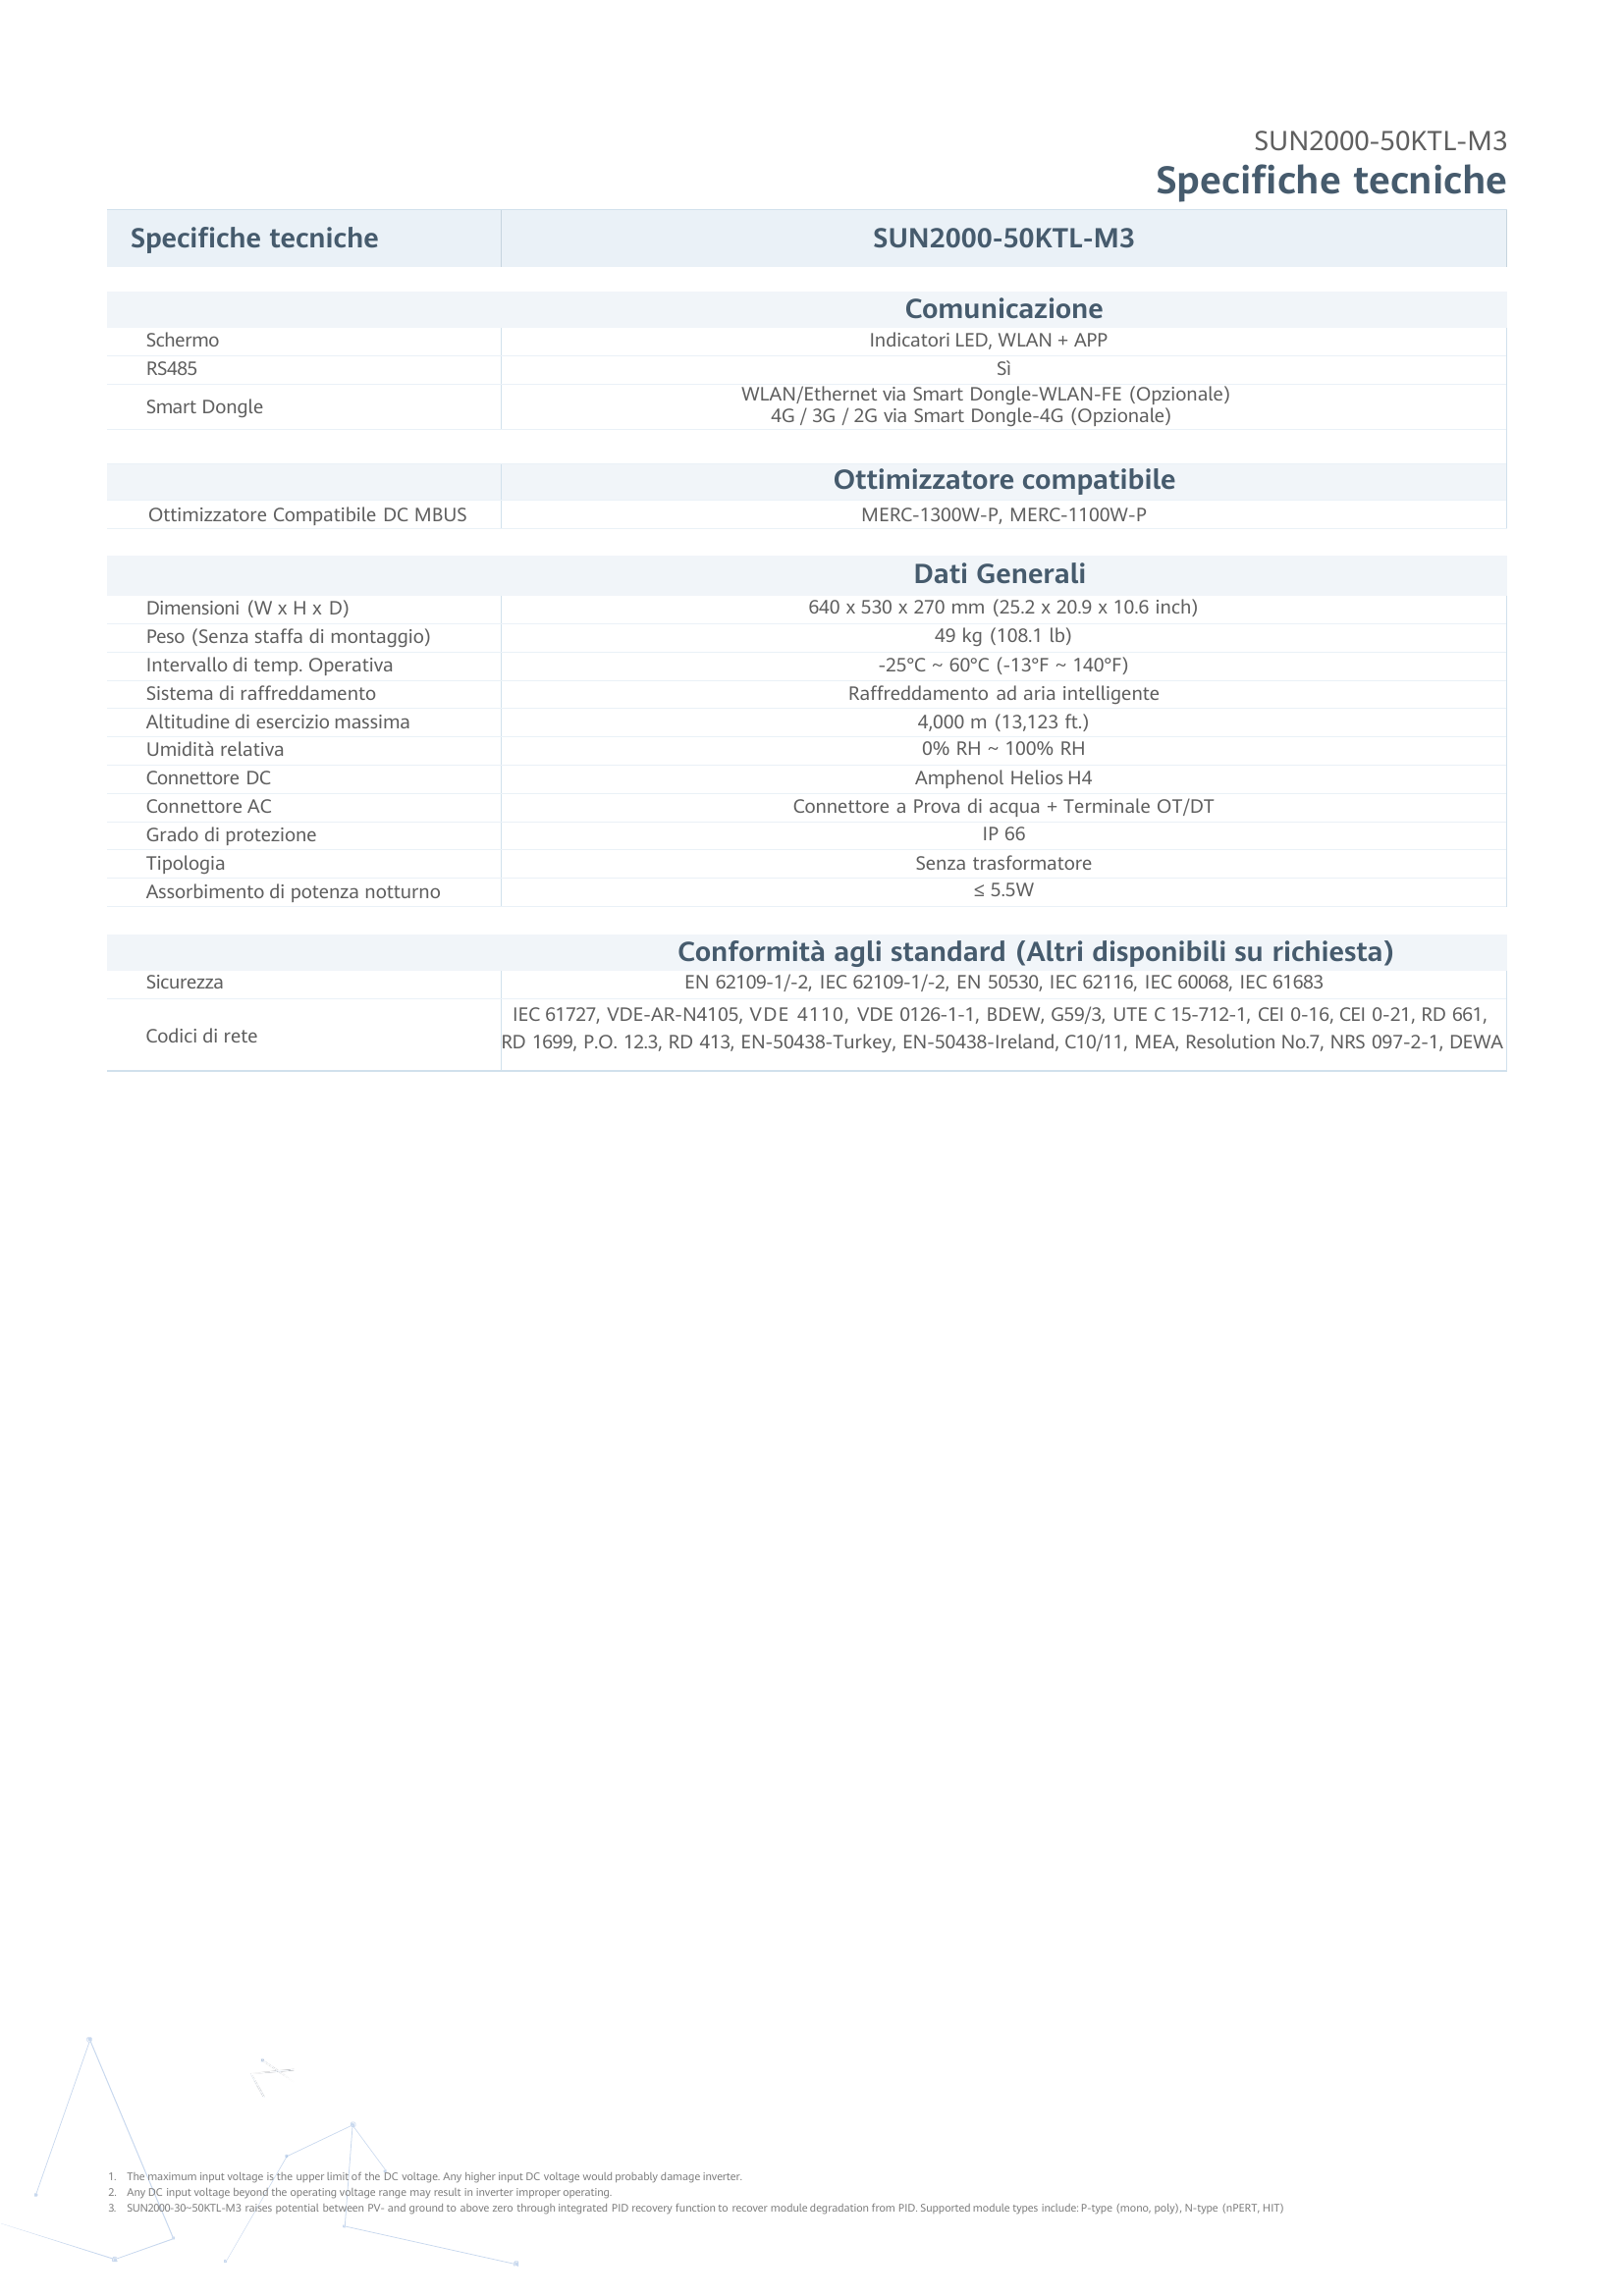 SUN2000-50KTL-M3
Specifiche tecniche
Specifiche tecniche SUN2000-50KTL-M3
Comunicazione
Schermo Indicatori LED, WLAN + APP
RS485 Sì
Smart Dongle WLAN/Ethernet via Smart Dongle-WLAN-FE (Opzionale)
4G / 3G / 2G via Smart Dongle-4G (Opzionale)
Ottimizzatore compatibile
Ottimizzatore Compatibile DC MBUS MERC-1300W-P, MERC-1100W-P
Dati Generali
Dimensioni (W x H x D) 640 x 530 x 270 mm (25.2 x 20.9 x 10.6 inch)
Peso (Senza staffa di montaggio) 49 kg (108.1 lb)
Intervallo di temp. Operativa -25°C ~ 60°C (-13°F ~ 140°F)
Sistema di raffreddamento Raffreddamento ad aria intelligente
Altitudine di esercizio massima 4,000 m (13,123 ft.)
Umidità relativa 0% RH ~ 100% RH
Connettore DC Amphenol Helios H4
Connettore AC Connettore a Prova di acqua + Terminale OT/DT
Grado di protezione IP 66
Tipologia Senza trasformatore
Assorbimento di potenza notturno ≤ 5.5W
Conformità agli standard (Altri disponibili su richiesta)
Sicurezza EN 62109-1/-2, IEC 62109-1/-2, EN 50530, IEC 62116, IEC 60068, IEC 61683
Codici di rete IEC 61727, VDE-AR-N4105, VDE 4110, VDE 0126-1-1, BDEW, G59/3, UTE C 15-712-1, CEI 0-16, CEI 0-21, RD 661,
RD 1699, P.O. 12.3, RD 413, EN-50438-Turkey, EN-50438-Ireland, C10/11, MEA, Resolution No.7, NRS 097-2-1, DEWA
1. The maximum input voltage is the upper limit of the DC voltage. Any higher input DC voltage would probably damage inverter.
2. Any DC input voltage beyond the operating voltage range may result in inverter improper operating.
3. SUN2000-30~50KTL-M3 raises potential between PV- and ground to above zero through integrated PID recovery function to recover module degradation from PID. Supported module types include: P-type (mono, poly), N-type (nPERT, HIT)